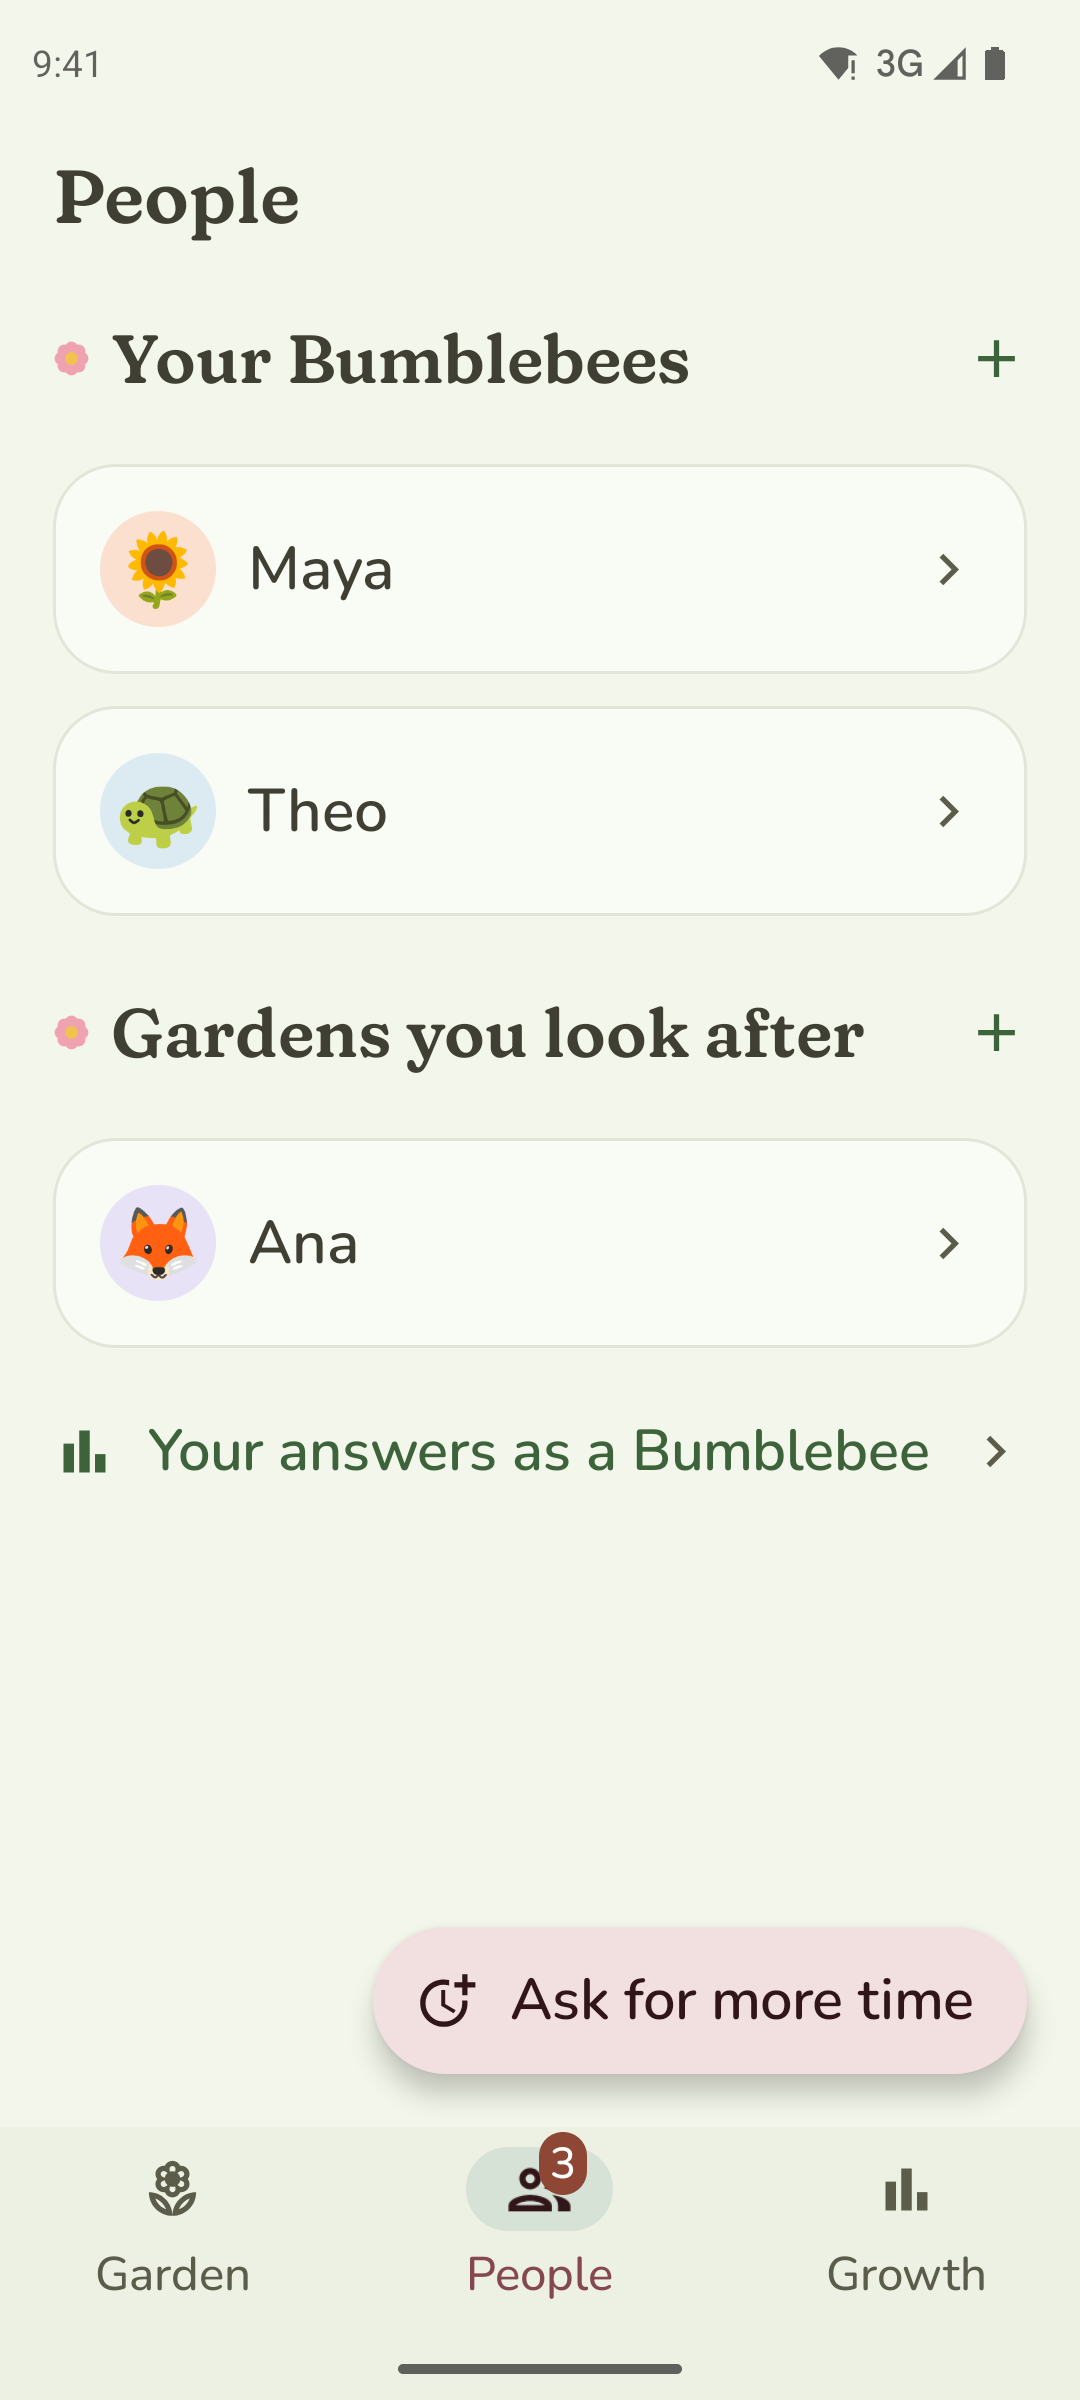 9:41
3G
People
Your Bumblebees
Maya
Theo
Gardens you look after
Ana
Your answers as a Bumblebee
Ask for more time
3
Garden
People
Growth